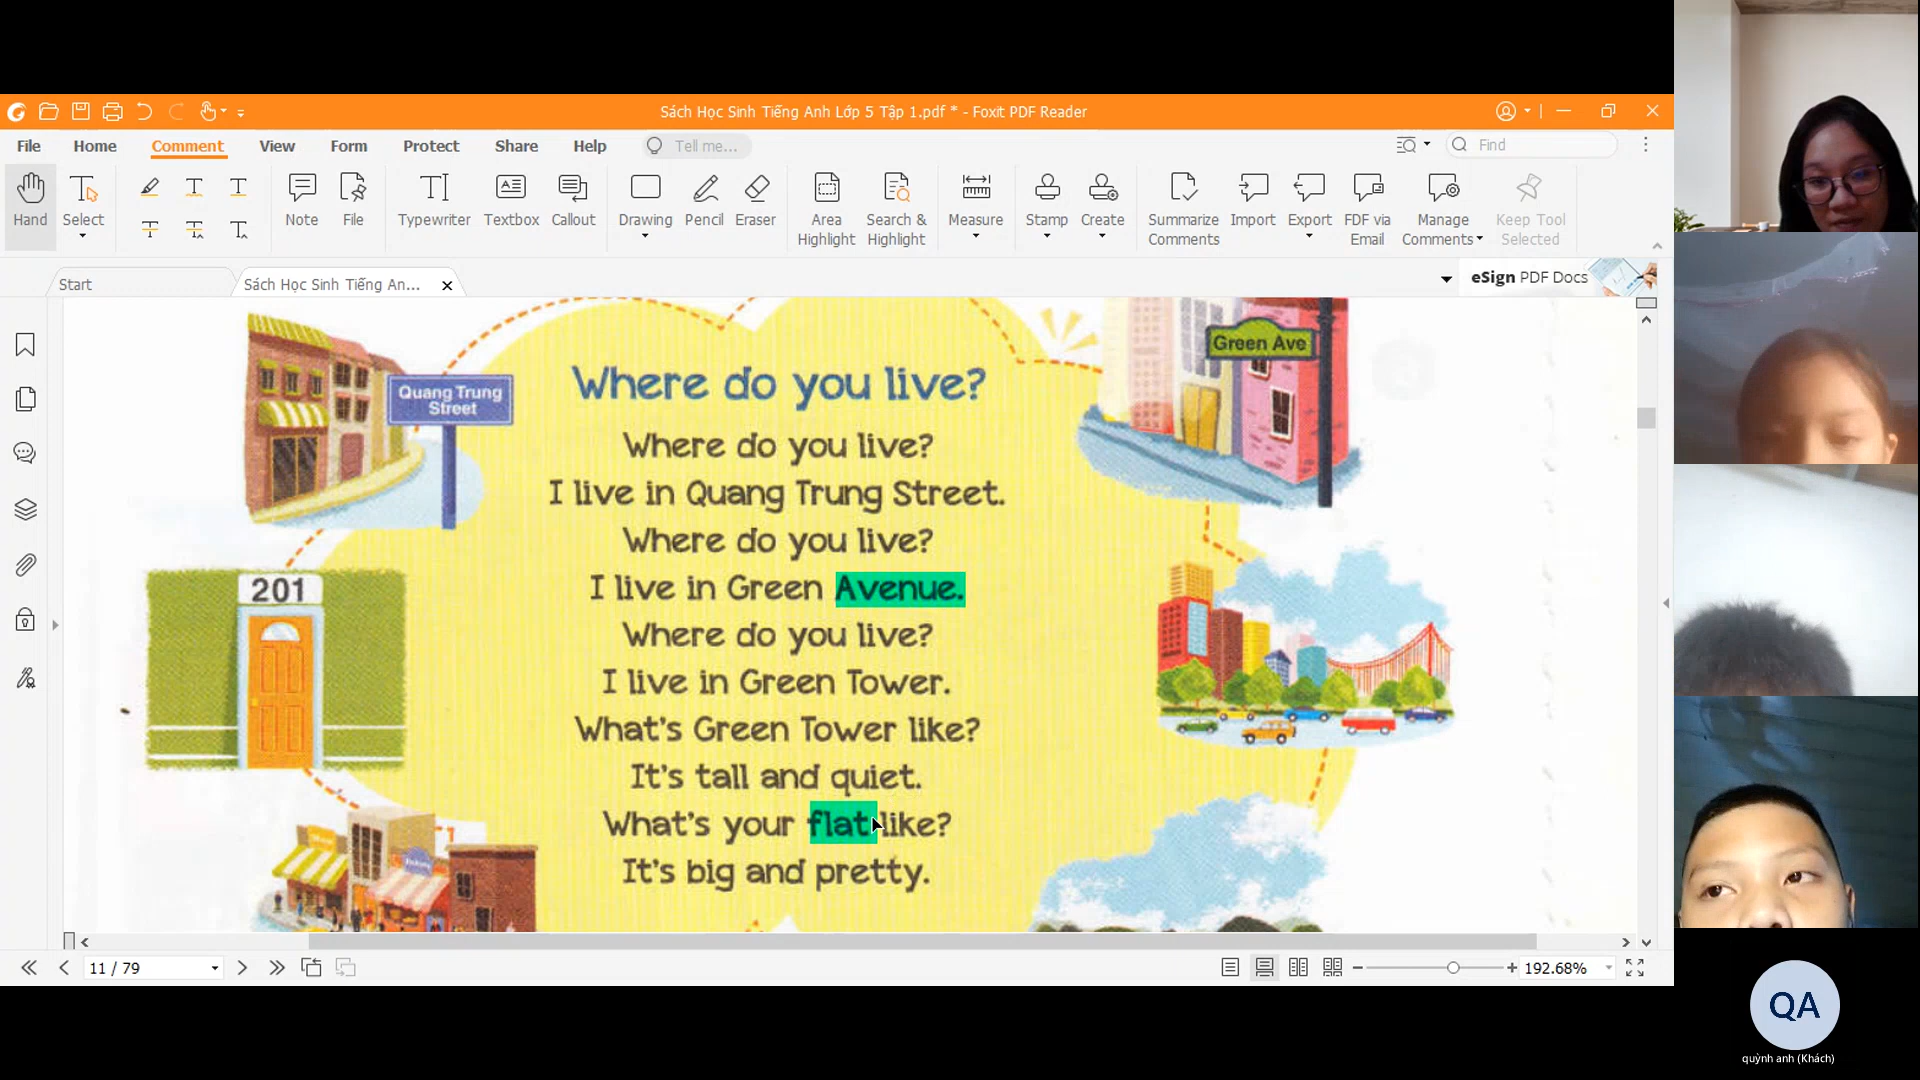 Sách Học Sinh Tiếng Anh Lớp 5 Tập 1.pdf * - Foxit PDF Reader
File Home Comment View Form Protect Share Help Tell me... Find
Hand Select Note File Typewriter Textbox Callout Drawing Pencil Eraser Area Highlight Search & Highlight Measure Stamp Create Summarize Comments Import Export FDF via Email Manage Comments Keep Tool Selected
Start Sách Học Sinh Tiếng An... eSign PDF Docs
Green Ave
Quang Trung
Street
Where do you live?
Where do you live?
I live in Quang Trung Street.
Where do you live?
I live in Green Avenue.
201
Where do you live?
I live in Green Tower.
What's Green Tower like?
It's tall and quiet.
What's your flat like?
It's big and pretty.
11 / 79 192.68%
QA
quỳnh anh (Khách)